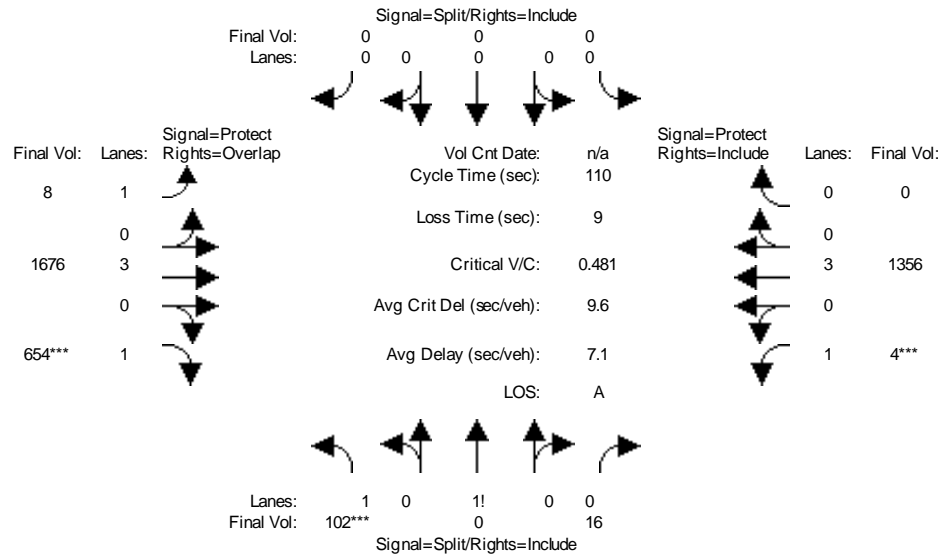 Signal=Split/Rights=Include
Final Vol: 0 0 0
Lanes: 0 0 0 0 0
Signal=Protect Signal=Protect
Final Vol: Lanes: Rights=Overlap Vol Cnt Date: n/a Rights=Include Lanes: Final Vol:
Cycle Time (sec): 110
8 1 0 0
Loss Time (sec): 9
0 0
1676 3 Critical V/C: 0.481 3 1356
0 Avg Crit Del (sec/veh): 9.6 0
654*** 1 Avg Delay (sec/veh): 7.1 1 4***
LOS: A
Lanes: 1 0 1! 0 0
Final Vol: 102*** 0 16
Signal=Split/Rights=Include